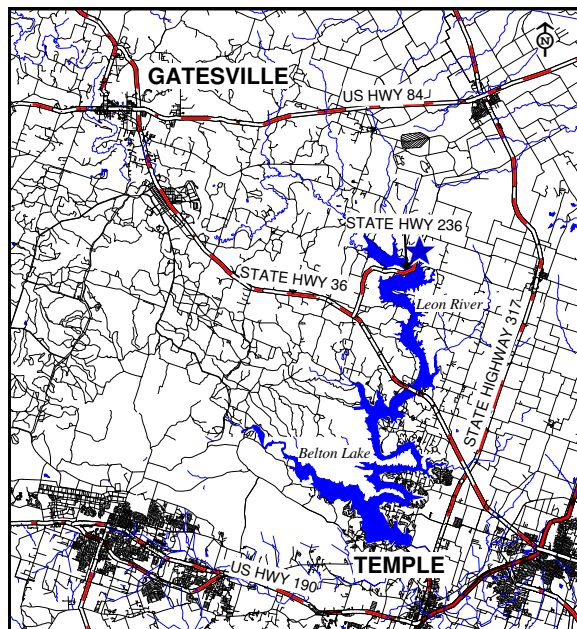 N
GATESVILLE
US HWY 84
STATE HWY 236
STATE HWY 36
Leon River
STATE HIGHWAY 317
Belton Lake
TEMPLE
US HWY 190